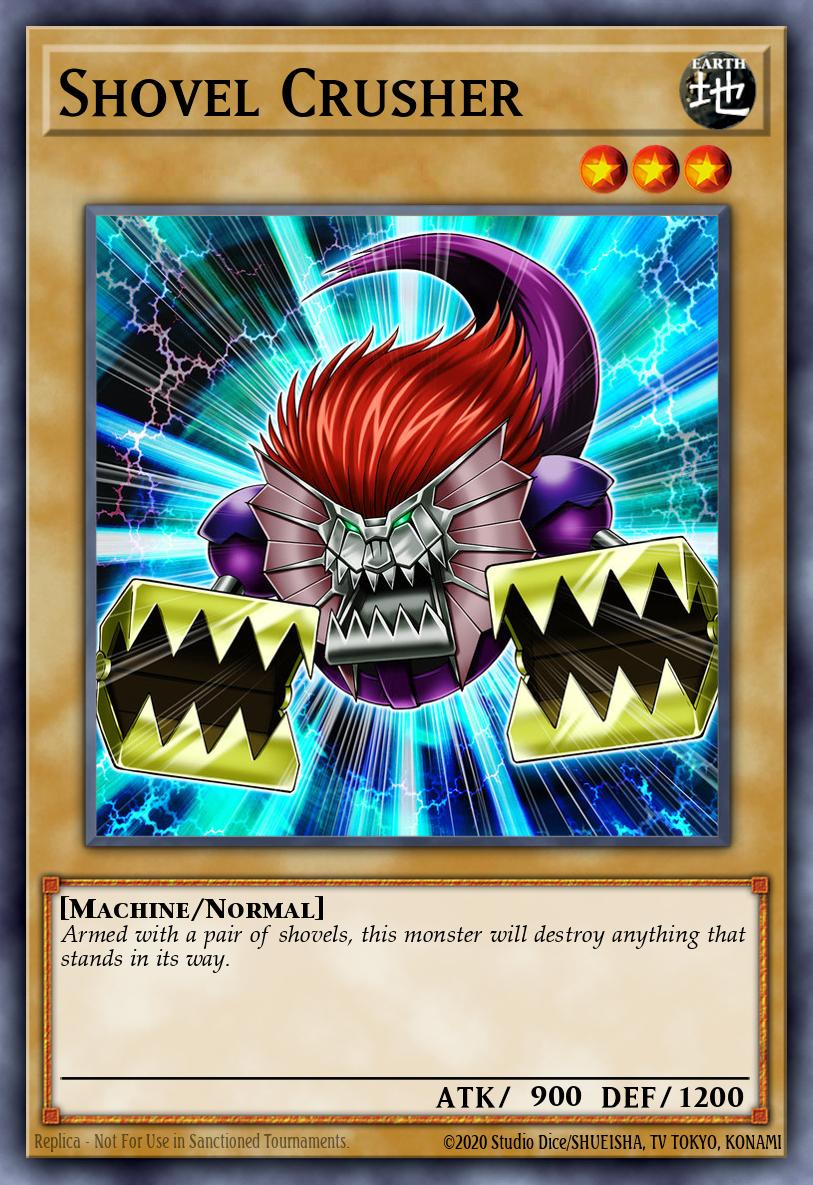 Shovel Crusher
EARTH
地
[Machine/Normal]
Armed with a pair of shovels, this monster will destroy anything that
stands in its way.
ATK/ 900 DEF/1200
Replica - Not For Use in Sanctioned Tournaments.
©2020 Studio Dice/SHUEISHA, TV TOKYO, KONAMI